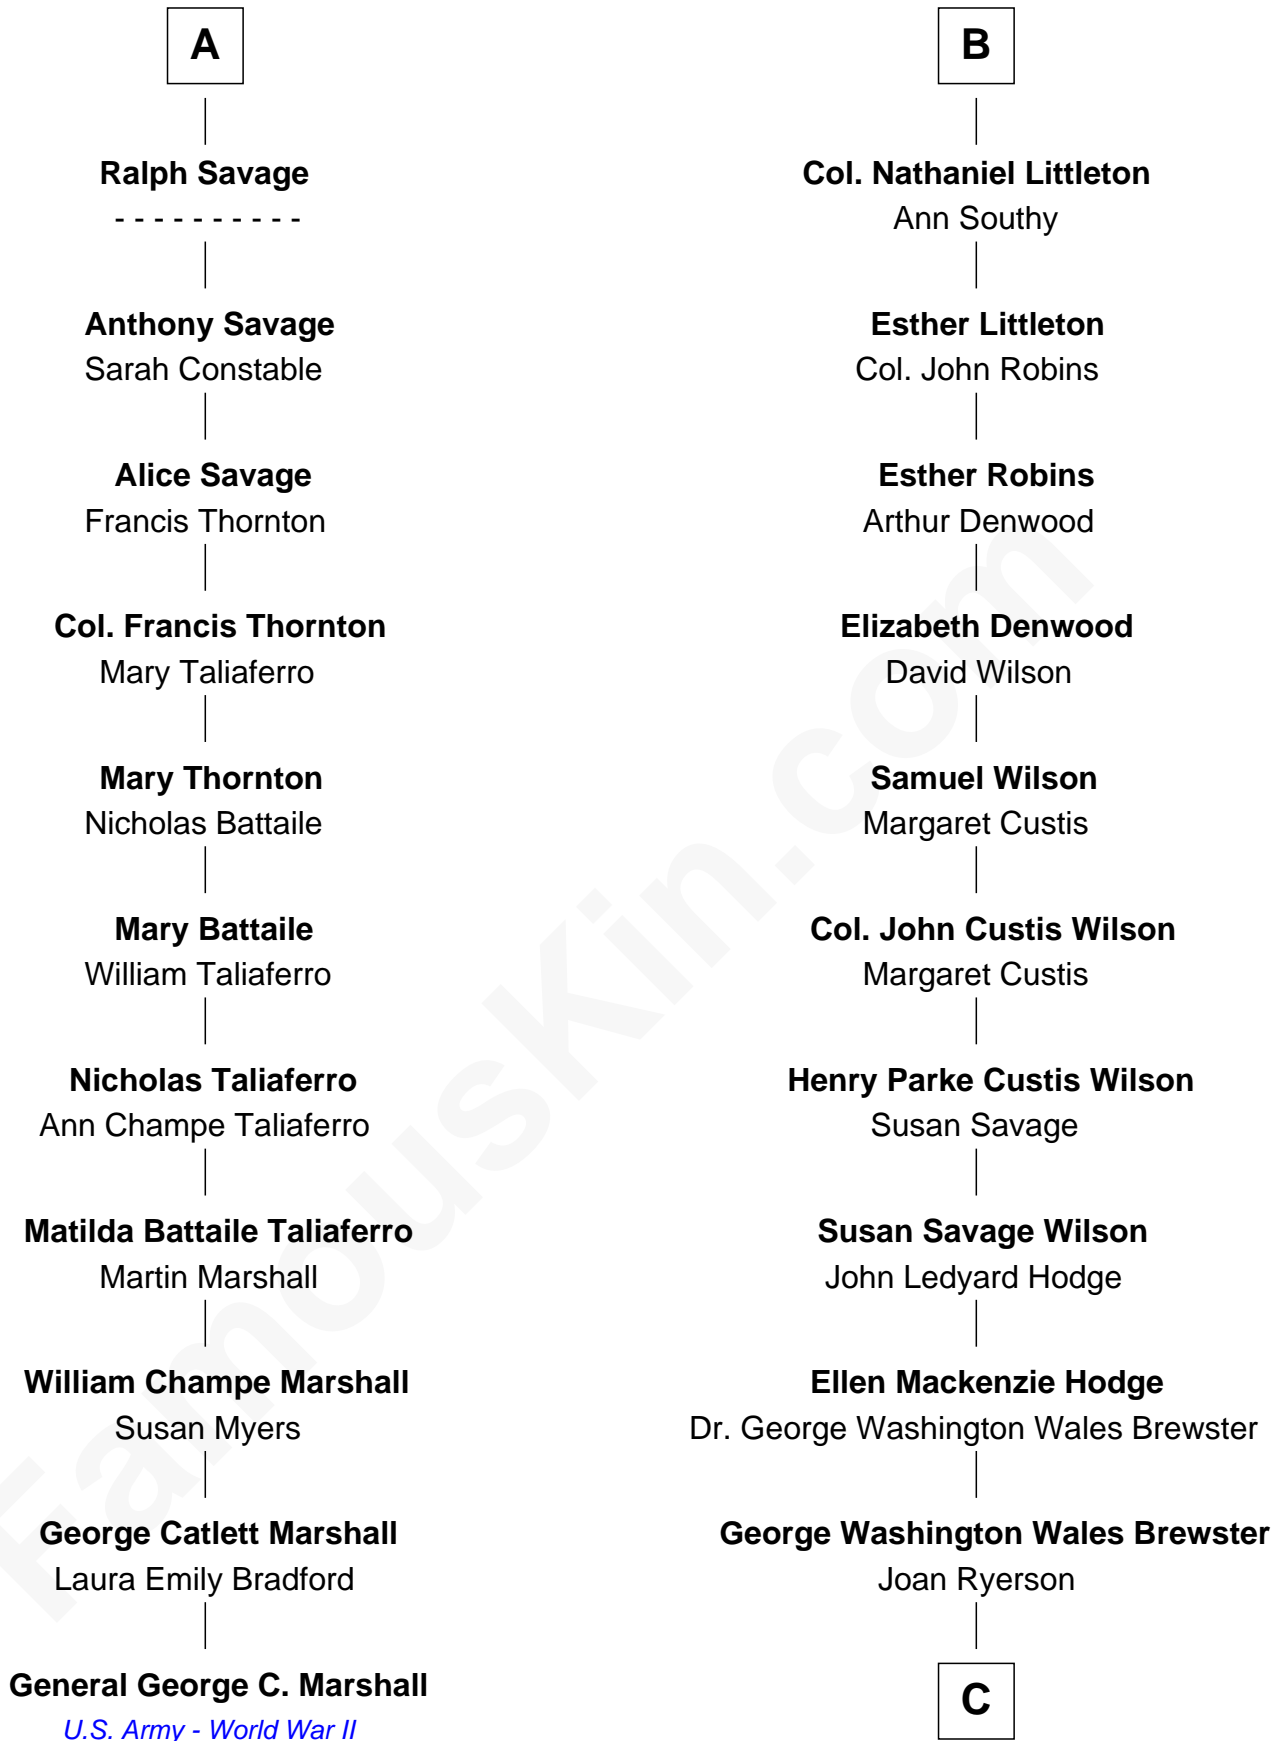 A
Ralph Savage
- - - - - - - - - -
Anthony Savage
Sarah Constable
Alice Savage
Francis Thornton
Col. Francis Thornton
Mary Taliaferro
Mary Thornton
Nicholas Battaile
Mary Battaile
William Taliaferro
Nicholas Taliaferro
Ann Champe Taliaferro
Matilda Battaile Taliaferro
Martin Marshall
William Champe Marshall
Susan Myers
George Catlett Marshall
Laura Emily Bradford
General George C. Marshall
U.S. Army - World War II
B
Col. Nathaniel Littleton
Ann Southy
Esther Littleton
Col. John Robins
Esther Robins
Arthur Denwood
Elizabeth Denwood
David Wilson
Samuel Wilson
Margaret Custis
Col. John Custis Wilson
Margaret Custis
Henry Parke Custis Wilson
Susan Savage
Susan Savage Wilson
John Ledyard Hodge
Ellen Mackenzie Hodge
Dr. George Washington Wales Brewster
George Washington Wales Brewster
Joan Ryerson
C
FamousKin.com